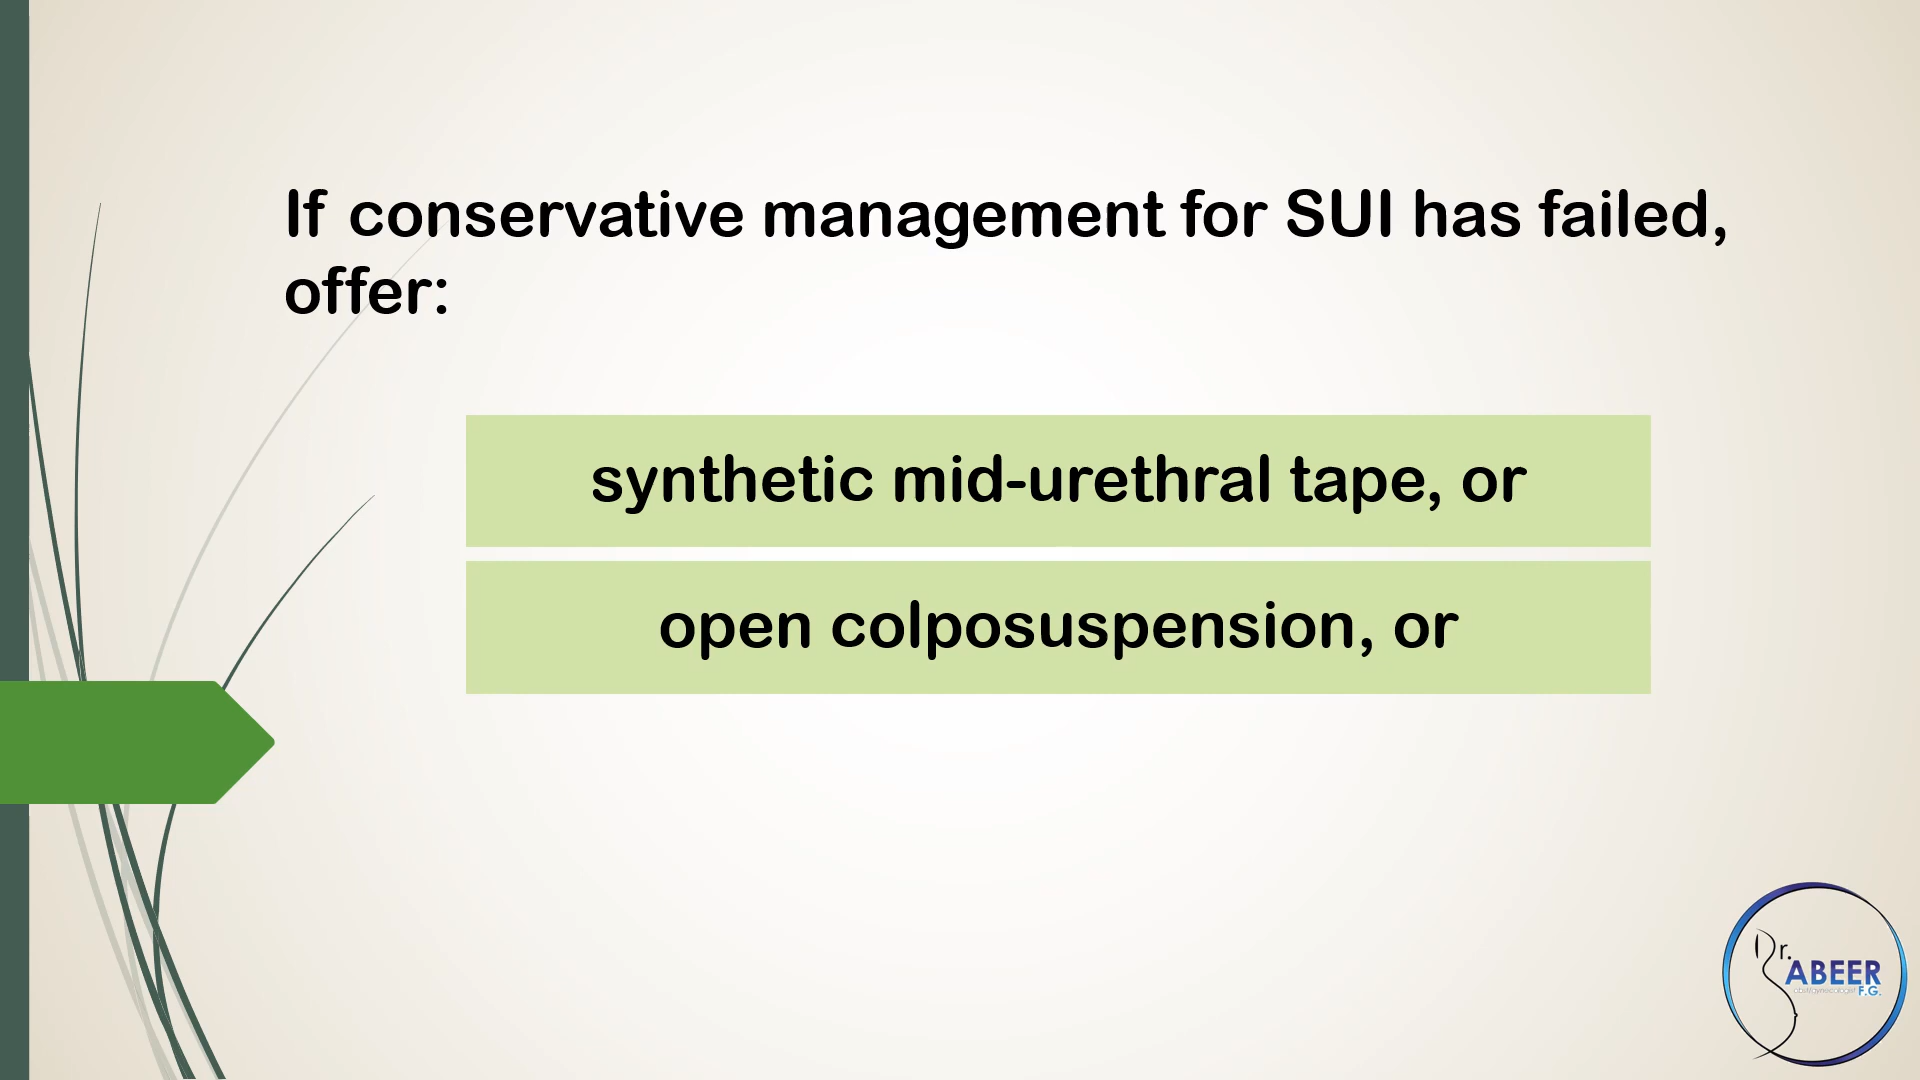 If conservative management for SUI has failed,
offer:
synthetic mid-urethral tape, or
open colposuspension, or
Dr.
ABEER
F.G.